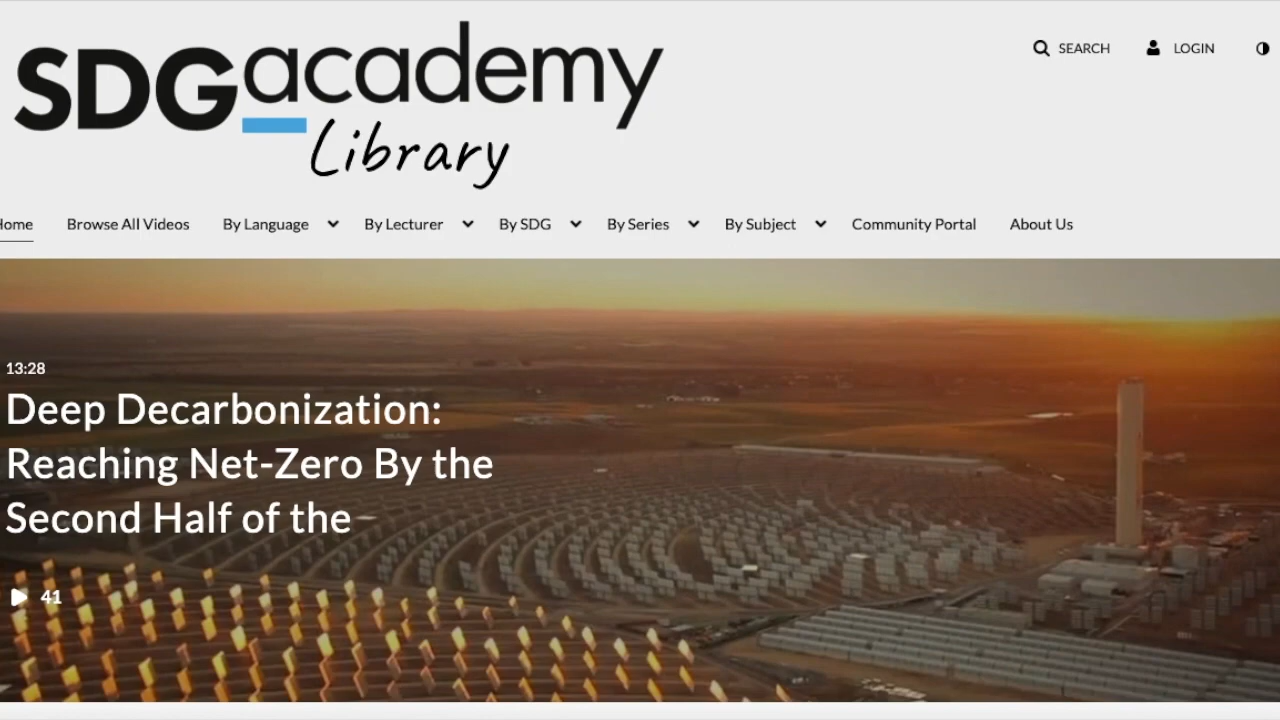 SDGacademy
Library
SEARCH
LOGIN
Home
Browse All Videos
By Language
By Lecturer
By SDG
By Series
By Subject
Community Portal
About Us
13:28
Deep Decarbonization:
Reaching Net-Zero By the
Second Half of the
41